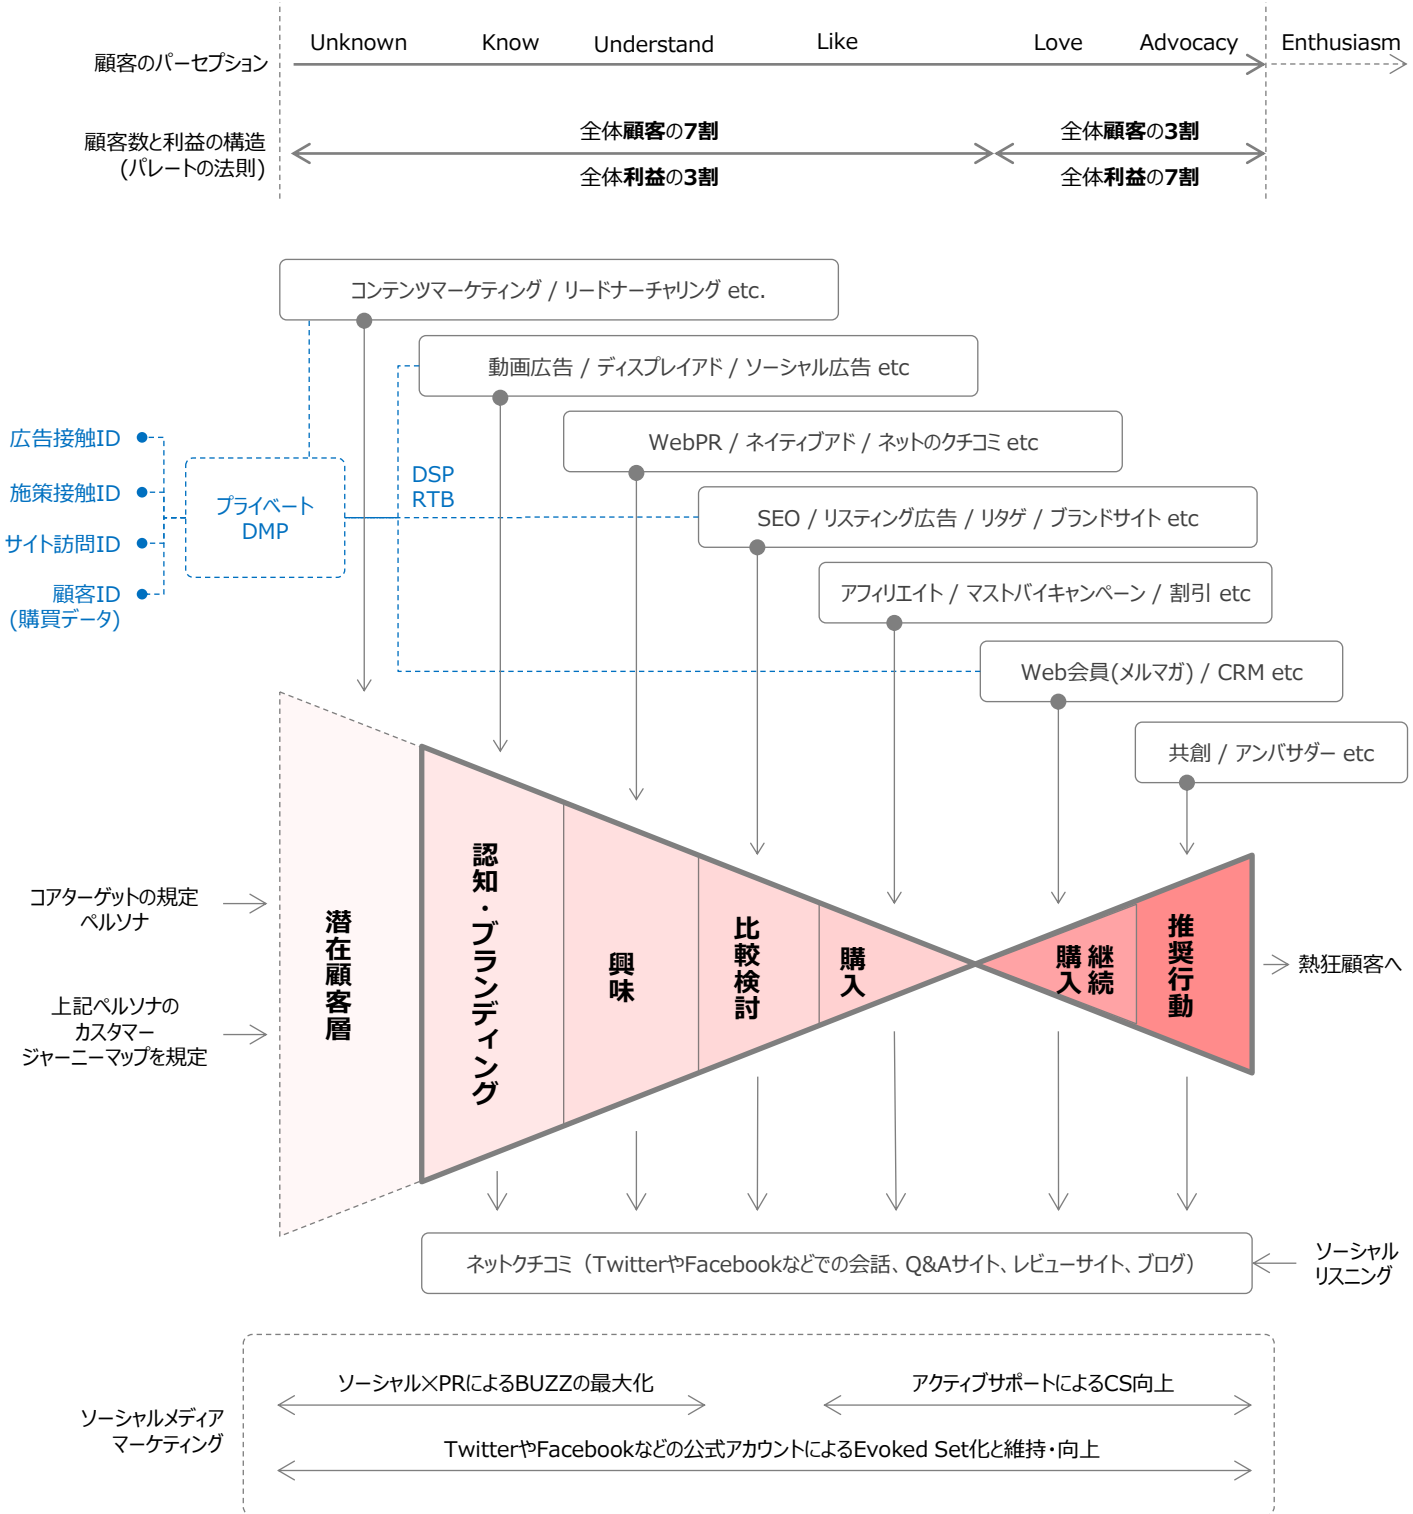 Unknown
Know
Understand
Like
Love
Advocacy
Enthusiasm
顧客のパーセプション
顧客数と利益の構造
(パレートの法則)
全体顧客の7割
全体利益の3割
全体顧客の3割
全体利益の7割
コンテンツマーケティング / リードナーチャリング etc.
動画広告 / ディスプレイアド / ソーシャル広告 etc
WebPR / ネイティブアド / ネットのクチコミ etc
SEO / リスティング広告 / リタゲ / ブランドサイト etc
アフィリエイト / マストバイキャンペーン / 割引 etc
Web会員(メルマガ) / CRM etc
共創 / アンバサダー etc
広告接触ID
施策接触ID
サイト訪問ID
顧客ID
(購買データ)
プライベート
DMP
DSP
RTB
コアターゲットの規定
ペルソナ
上記ペルソナの
カスタマー
ジャーニーマップを規定
潜在顧客層
認知・ブランディング
興味
比較検討
購入
継続
購入
推奨行動
熱狂顧客へ
ネットクチコミ（TwitterやFacebookなどでの会話、Q&Aサイト、レビューサイト、ブログ）
ソーシャル
リスニング
ソーシャルメディア
マーケティング
ソーシャル×PRによるBUZZの最大化
アクティブサポートによるCS向上
TwitterやFacebookなどの公式アカウントによるEvoked Set化と維持・向上